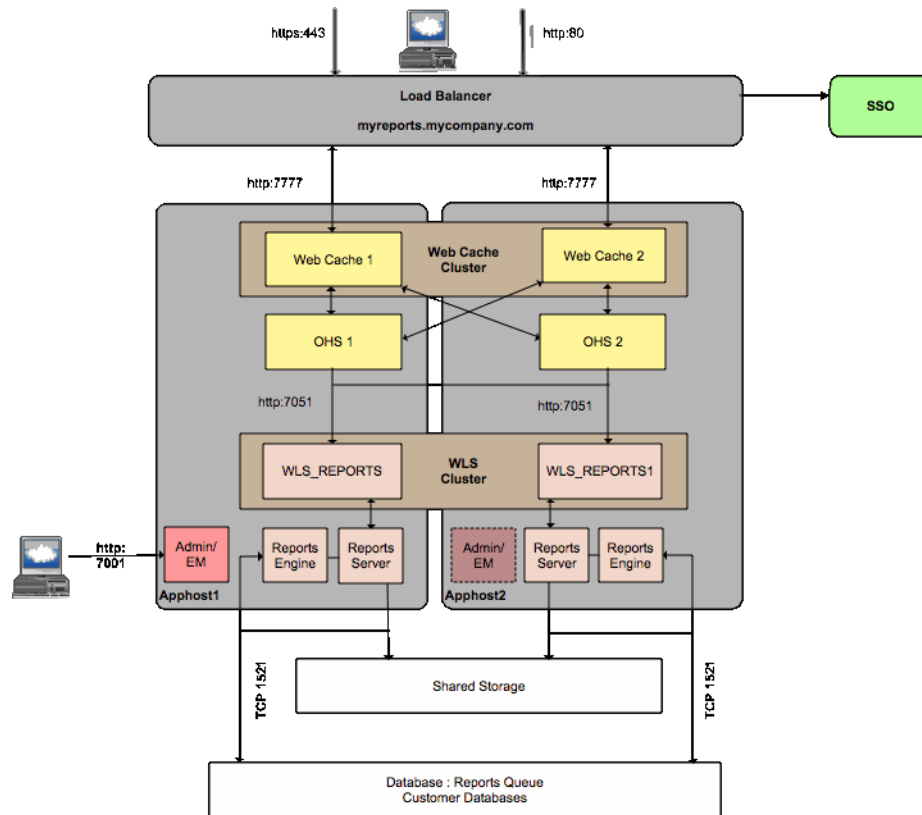 https:443
http:80
Load Balancer
myreports.mycompany.com
SSO
http:7777
http:7777
Web Cache 1
Web Cache
Cluster
Web Cache 2
OHS 1
OHS 2
http:7051
http:7051
WLS_REPORTS
WLS
Cluster
WLS_REPORTS1
http:
7001
Admin/
EM
Reports
Engine
Reports
Server
Admin/
EM
Reports
Server
Reports
Engine
Apphost1
Apphost2
TCP 1521
Shared Storage
TCP 1521
Database : Reports Queue
Customer Databases